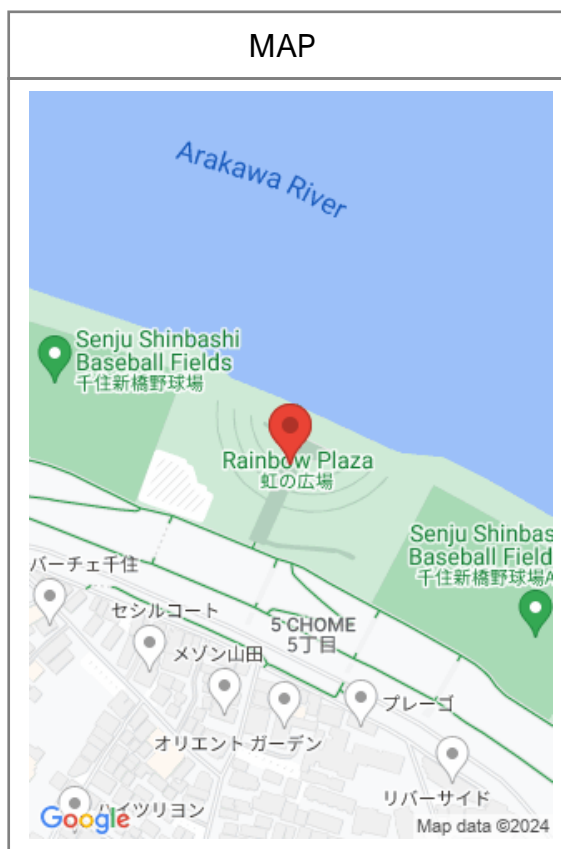 MAP
Arakawa River
Senju Shinbashi
Baseball Fields
千住新橋野球場
Rainbow Plaza
虹の広場
Senju Shinbas
Baseball Field
千住新橋野球場A
バーチェ千住
セシルコート
5 CHOME
5丁目
メゾン山田
プレーゴ
オリエント ガーデン
リバーサイド
ハイツリヨン
Google
Map data ©2024